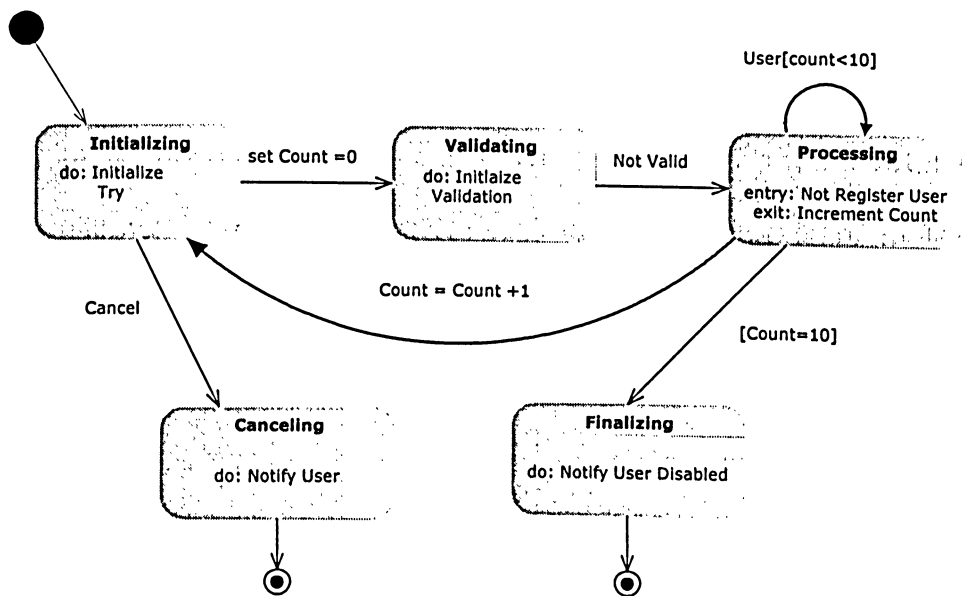 User[count<10]
Initializing
do: Initialize
Try
set Count =0
Validating
do: Initlaize
Validation
Not Valid
Processing
entry: Not Register User
exit: Increment Count
Cancel
Count = Count +1
[Count=10]
Canceling
do: Notify User
Finalizing
do: Notify User Disabled